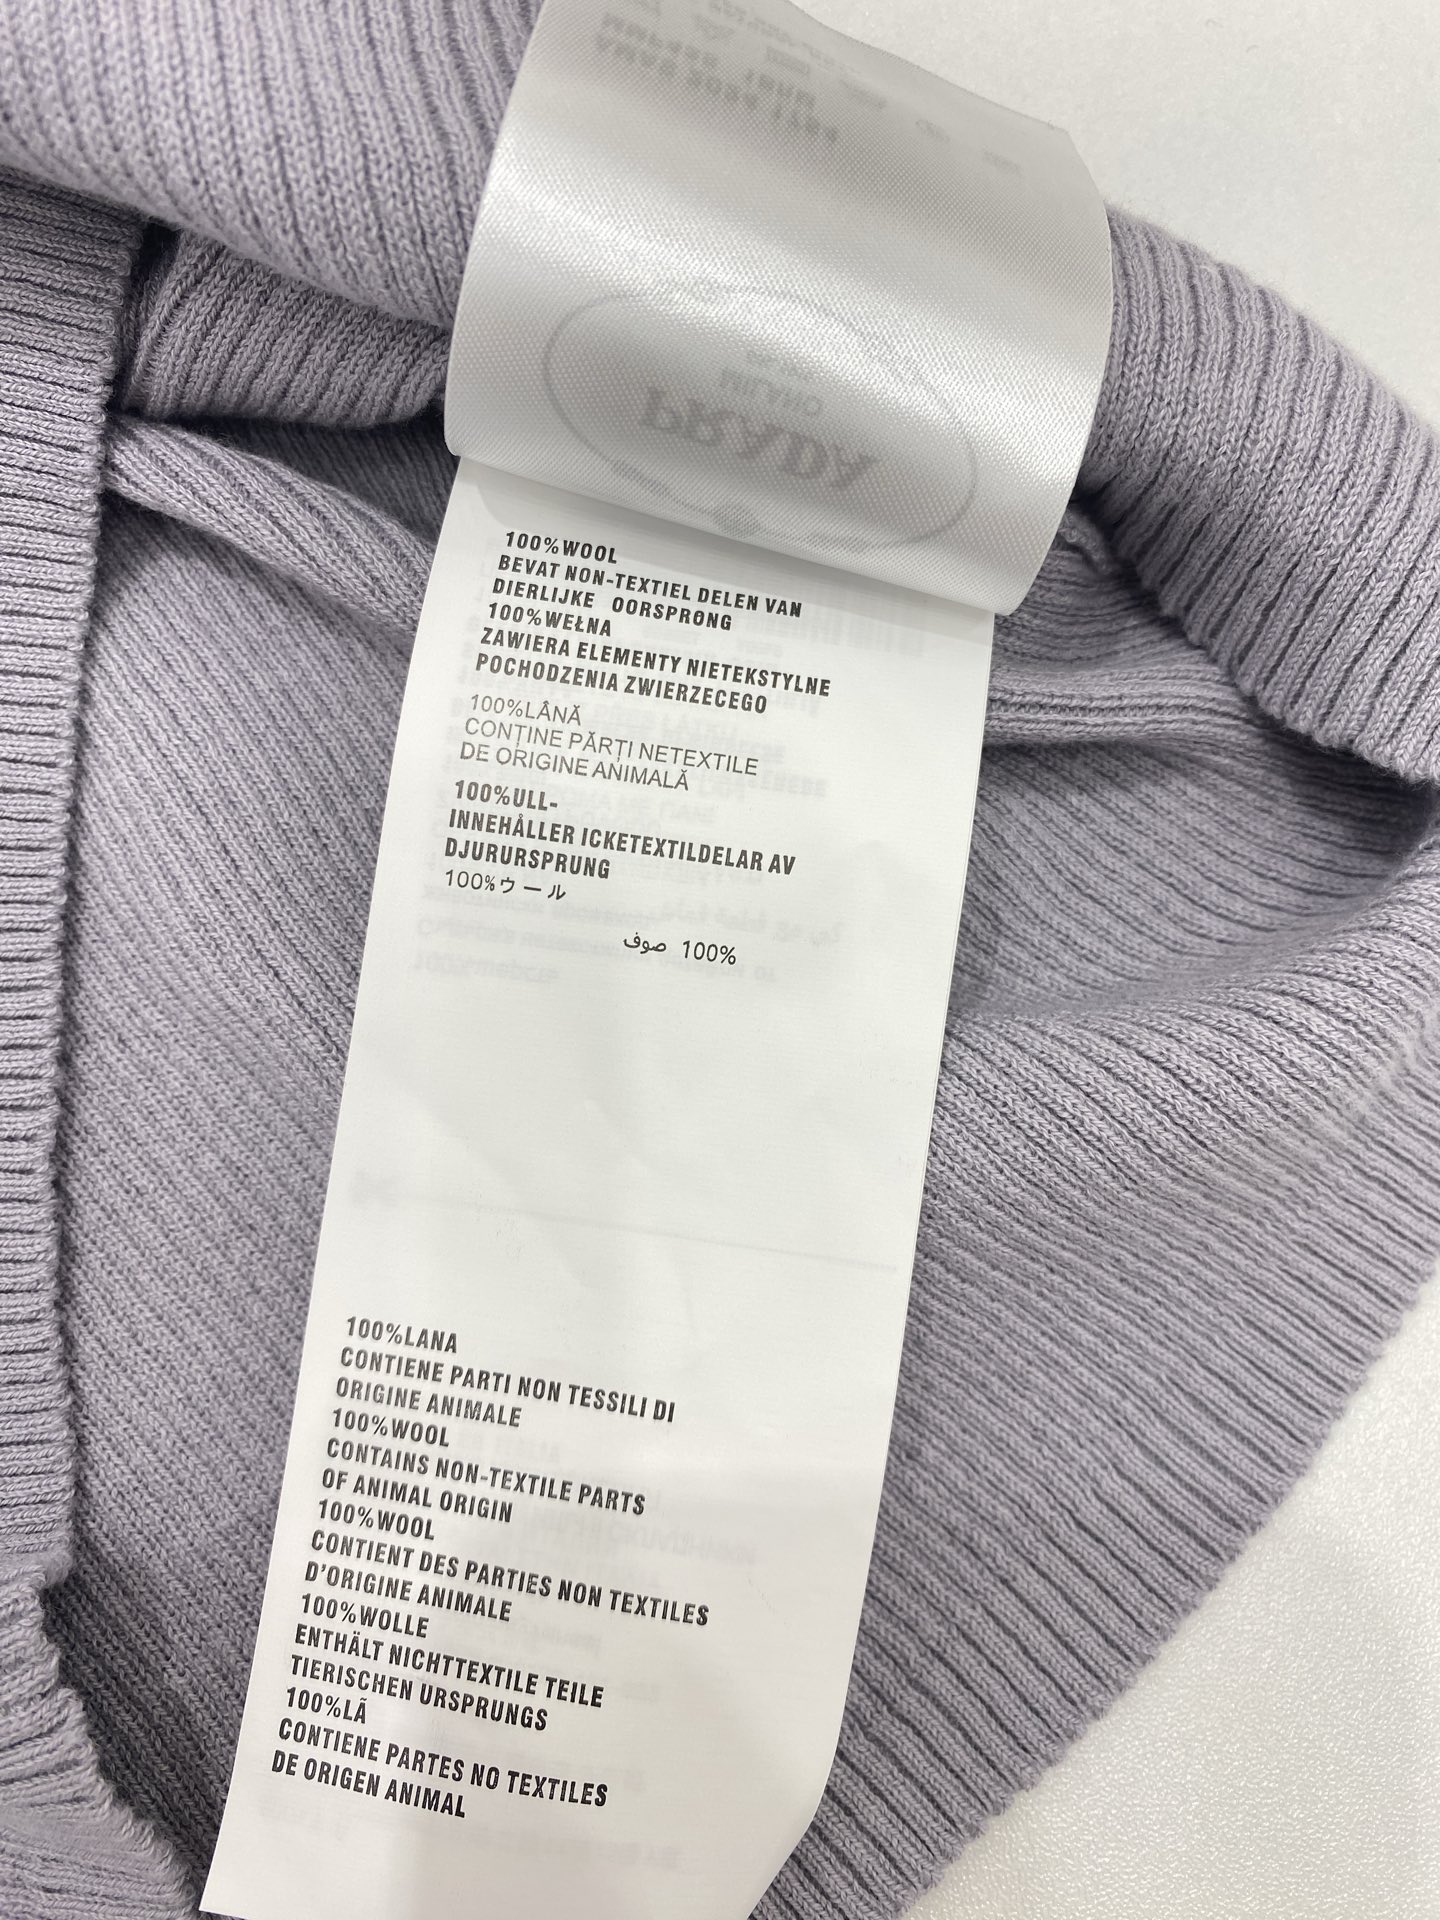 PRADA
MILANO
100%WOOL
BEVAT NON-TEXTIEL DELEN VAN
DIERLIJKE OORSPRØNG
100%WEŁNA
ZAWIERA ELEMENTY NIETEKSTYLNE
POCHODZENIA ZWIERZECEGO
100%LÂNĂ
CONȚINE PĂRȚI NETEXTILE
DE ORIGINE ANIMALĂ
100%ULL-
INNEHÅLLER ICKETEXTILDELAR AV
DJURURSPRUNG
100%ウール
100% صوف
100%LANA
CONTIENE PARTI NON TESSILI DI
ORIGINE ANIMALE
100%WOOL
CONTAINS NON-TEXTILE PARTS
OF ANIMAL ORIGIN
100%WOOL
CONTIENT DES PARTIES NON TEXTILES
D'ORIGINE ANIMALE
100%WOLLE
ENTHÄLT NICHTTEXTILE TEILE
TIERISCHEN URSPRUNGS
100%LÃ
CONTIENE PARTES NO TEXTILES
DE ORIGEN ANIMAL